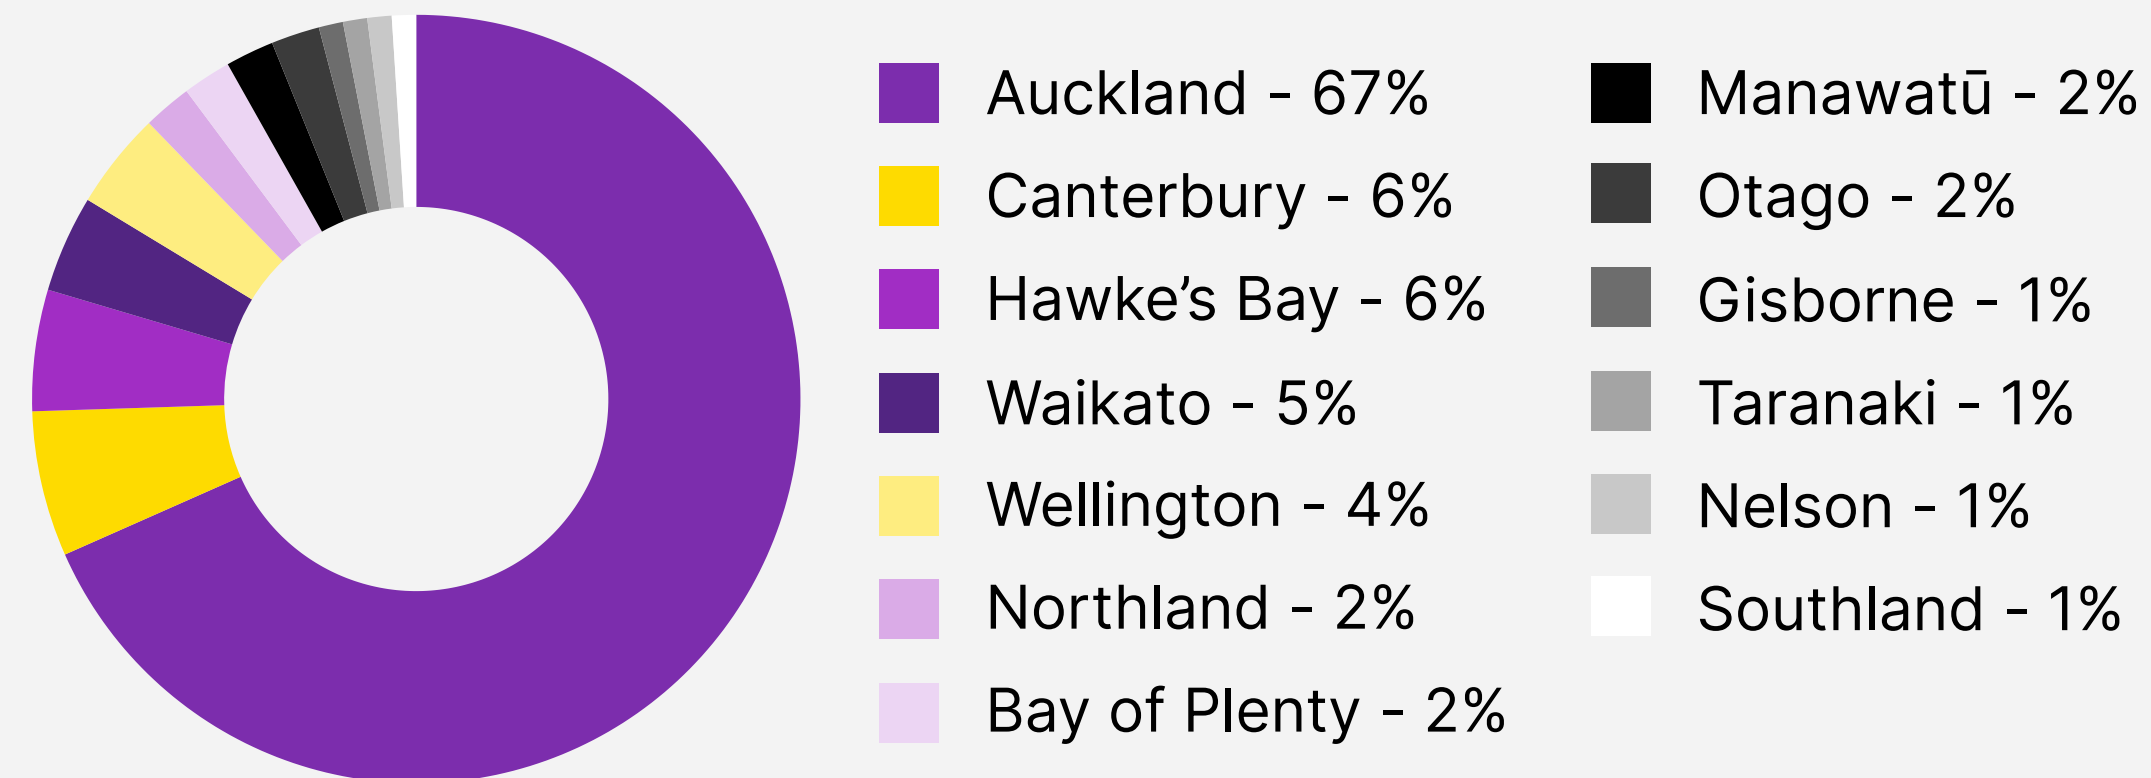 Auckland - 67%
Canterbury - 6%
Hawke’s Bay - 6%
Waikato - 5%
Wellington - 4%
Northland - 2%
Bay of Plenty - 2%
Manawatū - 2%
Otago - 2%
Gisborne - 1%
Taranaki - 1%
Nelson - 1%
Southland - 1%